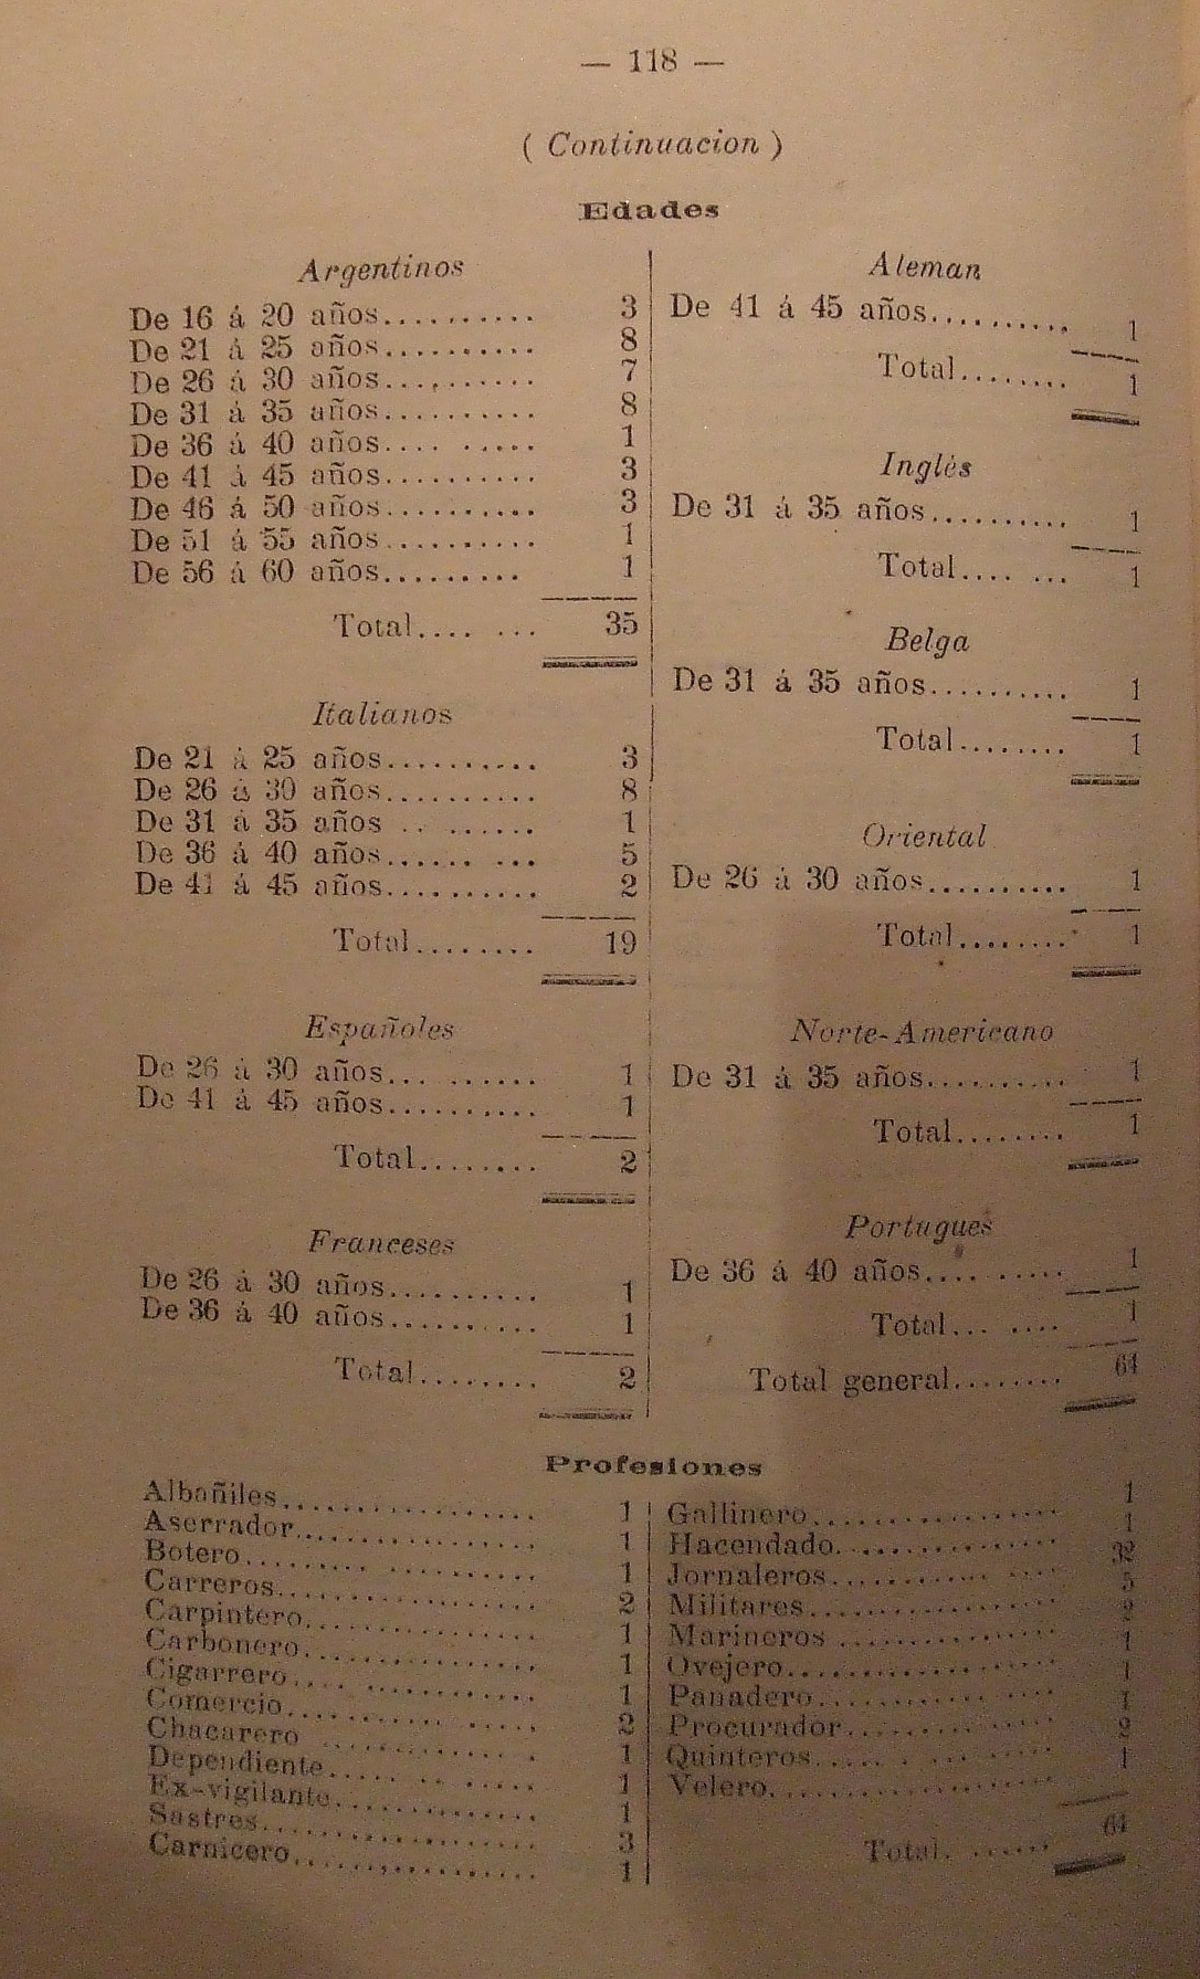 — 118 —
( Continuacion )
Edades
Argentinos
De 16 á 20 años.......... 3
De 21 á 25 años.......... 8
De 26 á 30 años.......... 7
De 31 á 35 años.......... 8
De 36 á 40 años.... ..... 1
De 41 á 45 años.......... 3
De 46 á 50 años.......... 3
De 51 á 55 años.......... 1
De 56 á 60 años......... 1
Total.... ... 35
Italianos
De 21 á 25 años.......... 3
De 26 á 30 años.......... 8
De 31 á 35 años .. ...... 1
De 36 á 40 años...... ... 5
De 41 á 45 años.......... 2
Total........ 19
Españoles
De 26 á 30 años... ...... 1
De 41 á 45 años.......... 1
Total........ 2
Franceses
De 26 á 30 años.......... 1
De 36 á 40 años.......... 1
Total........ 2
Aleman
De 41 á 45 años.......... 1
Total........ 1
Inglés
De 31 á 35 años.......... 1
Total.... ... 1
Belga
De 31 á 35 años.......... 1
Total........ 1
Oriental
De 26 á 30 años.......... 1
Total........ 1
Norte-Americano
De 31 á 35 años.......... 1
Total........ 1
Portugues
De 36 á 40 años.... ..... 1
Total... .... 1
Total general........ 64
Profesiones
Albañiles................ 1
Aserrador................ 1
Botero......... .......... 1
Carreros................. 2
Carpintero............... 1
Carbonero................ 1
Cigarrero.... ........... 1
Comercio............ ..... 2
Chacarero ............. . 1
Dependiente..... .. ..... 1
Ex-vigilante............. 1
Sastres.................. 3
Carnicero................ 1
Gallinero................ 1
Hacendado................ 1
Jornaleros........... .... 32
Militares................ 5
Marineros ............... 2
Ovejero.................. 1
Panadero................. 1
Procurador............... 1
Quinteros..... . ........ 2
Velero................... 1
Total. ...... 64